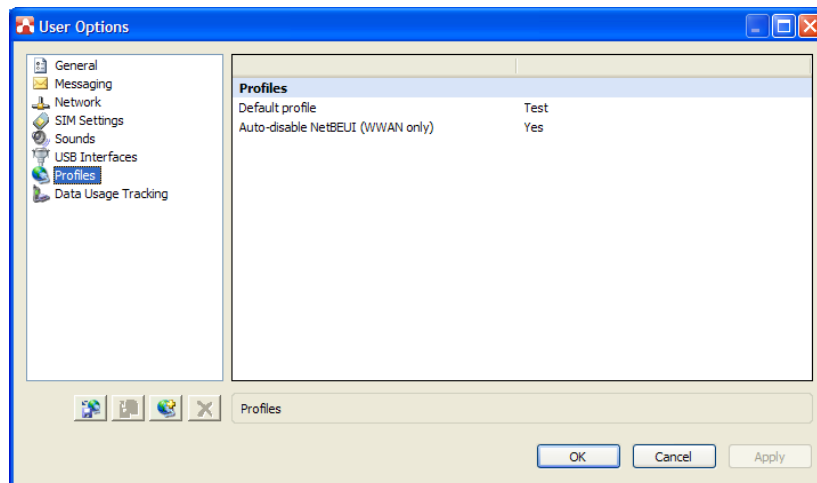 User Options
General
Messaging
Network
SIM Settings
Sounds
USB Interfaces
Profiles
Data Usage Tracking
Profiles
Default profile Test
Auto-disable NetBEUI (WWAN only) Yes
Profiles
OK Cancel Apply